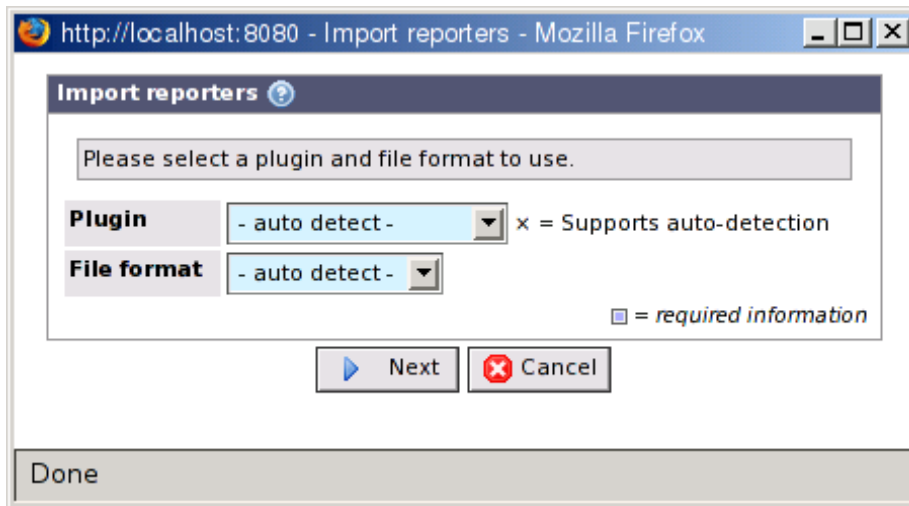 http://localhost:8080 - Import reporters - Mozilla Firefox
Import reporters ?
Please select a plugin and file format to use.
Plugin - auto detect - × = Supports auto-detection
File format - auto detect -
= required information
Next Cancel
Done